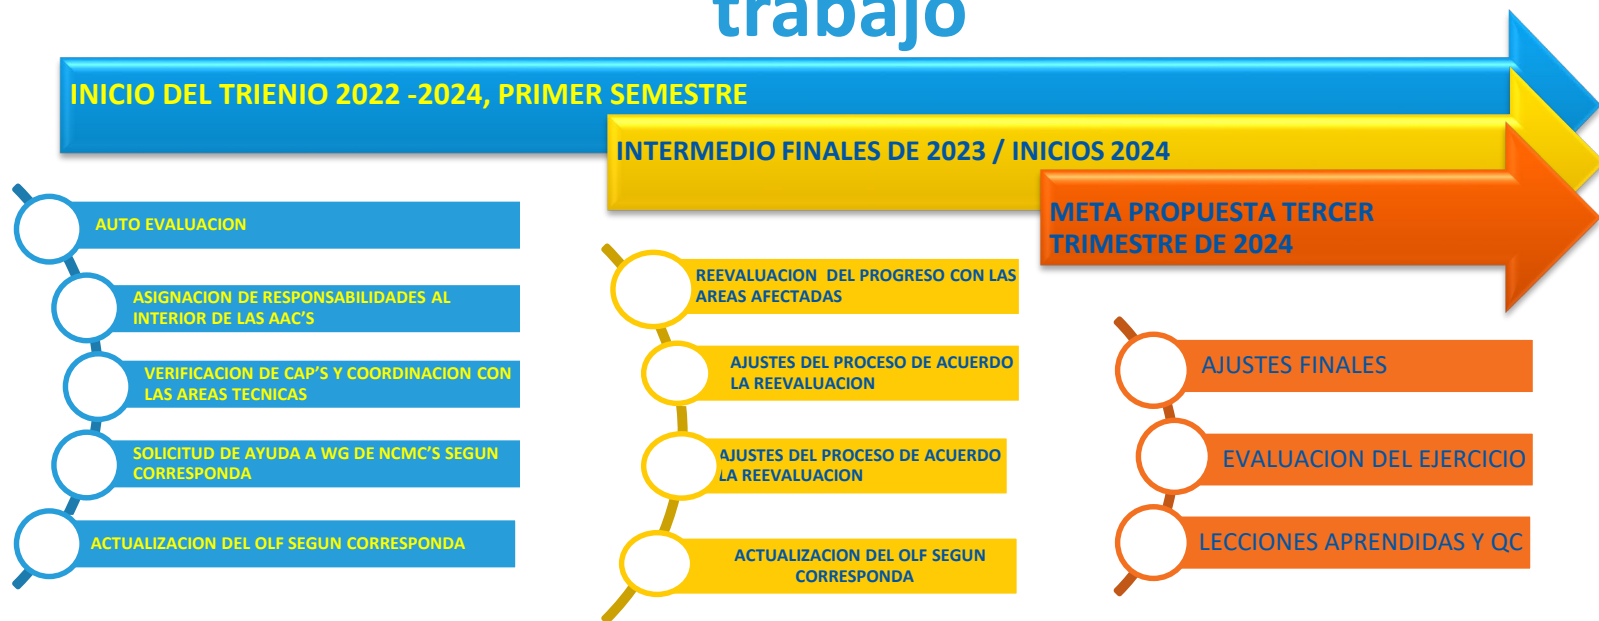 trabajo
INICIO DEL TRIENIO 2022 -2024, PRIMER SEMESTRE
INTERMEDIO FINALES DE 2023 / INICIOS 2024
META PROPUESTA TERCER
TRIMESTRE DE 2024
AUTO EVALUACION
ASIGNACION DE RESPONSABILIDADES AL
INTERIOR DE LAS AAC'S
VERIFICACION DE CAP'S Y COORDINACION CON
LAS AREAS TECNICAS
SOLICITUD DE AYUDA A WG DE NCMC'S SEGUN
CORRESPONDA
ACTUALIZACION DEL OLF SEGUN CORRESPONDA
REEVALUACION  DEL PROGRESO CON LAS
AREAS AFECTADAS
AJUSTES DEL PROCESO DE ACUERDO
LA REEVALUACION
AJUSTES DEL PROCESO DE ACUERDO
LA REEVALUACION
ACTUALIZACION DEL OLF SEGUN
CORRESPONDA
AJUSTES FINALES
EVALUACION DEL EJERCICIO
LECCIONES APRENDIDAS Y QC